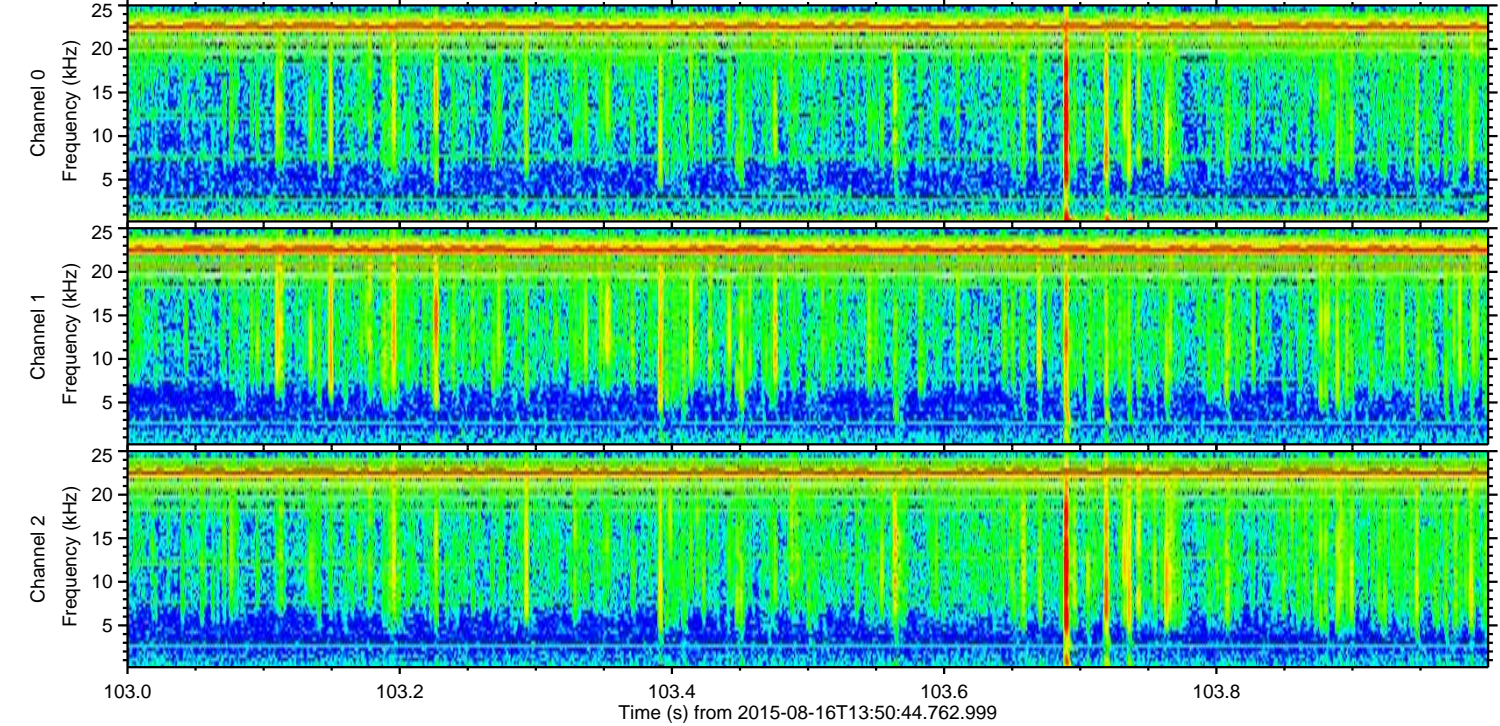 Channel 0
Frequency (kHz)
25
20
15
10
5
Channel 1
Frequency (kHz)
25
20
15
10
5
Channel 2
Frequency (kHz)
25
20
15
10
5
103.0 103.2 103.4 103.6 103.8
Time (s) from 2015-08-16T13:50:44.762.999